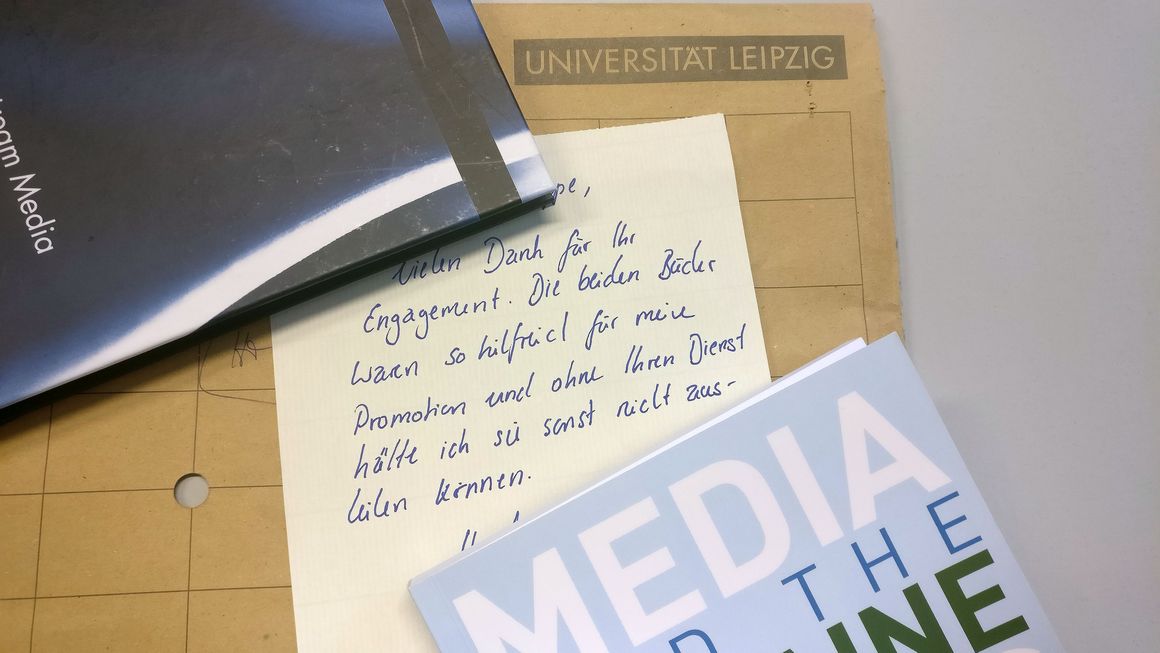 UNIVERSITÄT LEIPZIG
Media
Vielen Dank für Ihr
Engagement. Die beiden Bücher
waren so hilfreich für meine
Promotion und ohne Ihren Dienst
hätte ich sie sonst nicht aus-
leihen können.
MEDIA
THE